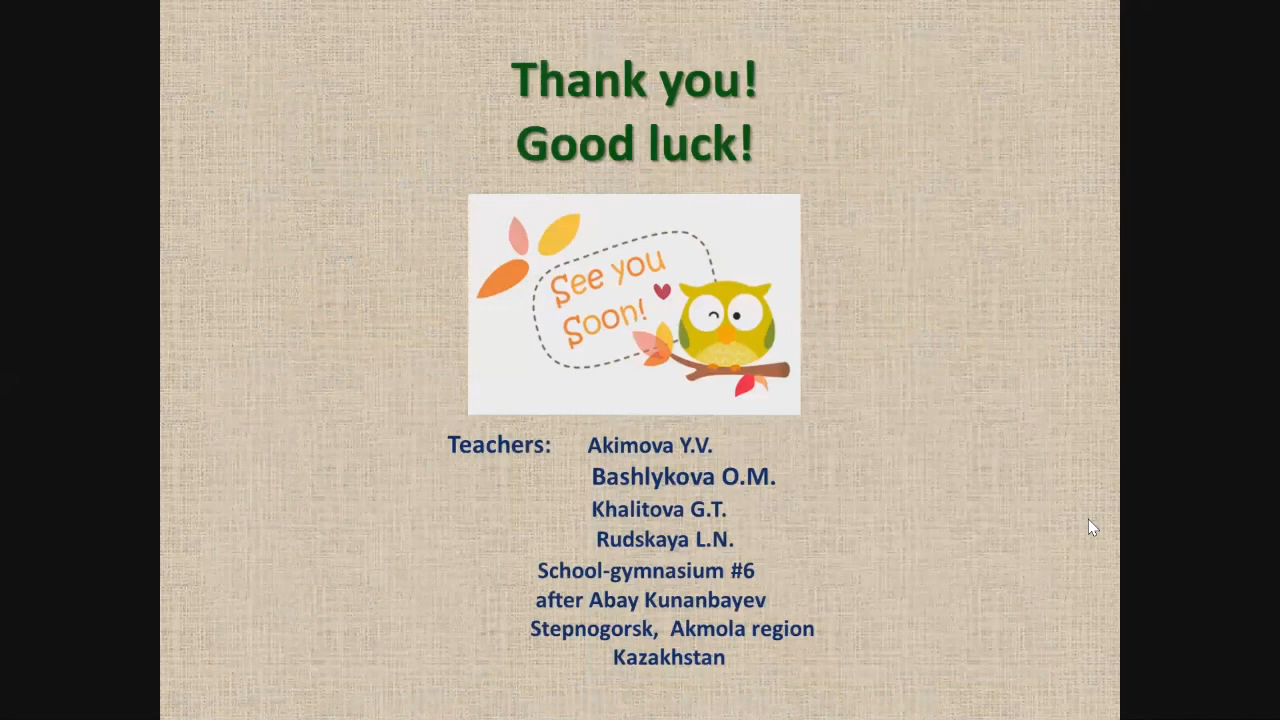 Thank you!
Good luck!
See you
Soon!
Teachers: Akimova Y.V.
Bashlykova O.M.
Khalitova G.T.
Rudskaya L.N.
School-gymnasium #6
after Abay Kunanbayev
Stepnogorsk, Akmola region
Kazakhstan